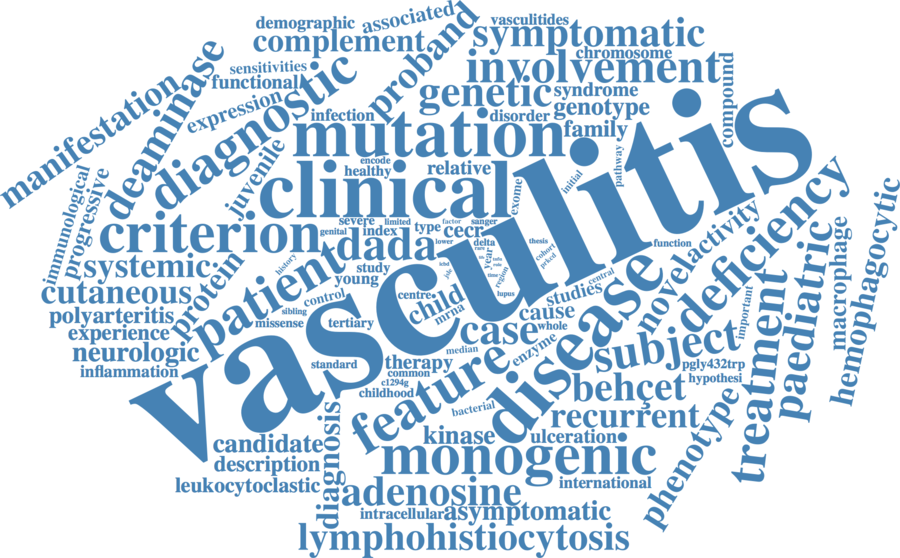 demographic
associated
vasculitides
complement
proband
symptomatic
chromosome
sensitivities
functional
diagnostic
involvement
compound
manifestation
deaminase
expression
genetic
syndrome
genotype
infection
mutation
disorder
family
encode
healthy
relative
pathway
initial
vasculitis
immunological
progressive
juvenile
clinical
exome
criterion
severe
limited
factor
sanger
genital
index
type
cecr
dada
lower
delta
rare
year
thesis
cohort
function
novel
activity
deficiency
macrophage
hemophagocytic
systemic
protein
history
patient
study
young
region
central
lupus
studies
important
paediatric
cutaneous
control
sibling
centre
child
mrna
cause
disease
polyarteritis
missense
tertiary
case
whole
subject
treatment
experience
neurologic
inflammation
standard
therapy
median
enzyme
pgly432trp
common
c1294g
childhood
feature
behçet
hypothesi
bacterial
recurrent
phenotype
candidate
diagnosis
kinase
ulceration
description
monogenic
leukocytoclastic
adenosine
international
intracellular
asymptomatic
lymphohistiocytosis